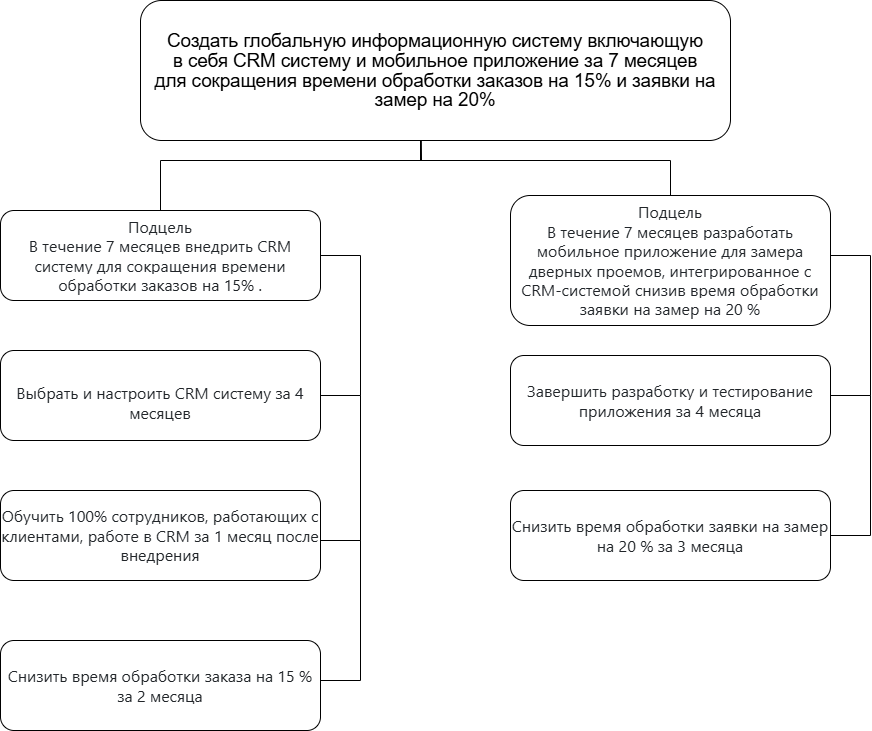 Создать глобальную информационную систему включающую
в себя CRM систему и мобильное приложение за 7 месяцев
для сокращения времени обработки заказов на 15% и заявки на
замер на 20%
Подцель
В течение 7 месяцев внедрить CRM
систему для сокращения времени
обработки заказов на 15% .
Выбрать и настроить CRM систему за 4
месяцев
Обучить 100% сотрудников, работающих с
клиентами, работе в CRM за 1 месяц после
внедрения
Снизить время обработки заказа на 15 %
за 2 месяца
Подцель
В течение 7 месяцев разработать
мобильное приложение для замера
дверных проемов, интегрированное с
CRM-системой снизив время обработки
заявки на замер на 20 %
Завершить разработку и тестирование
приложения за 4 месяца
Снизить время обработки заявки на замер
на 20 % за 3 месяца